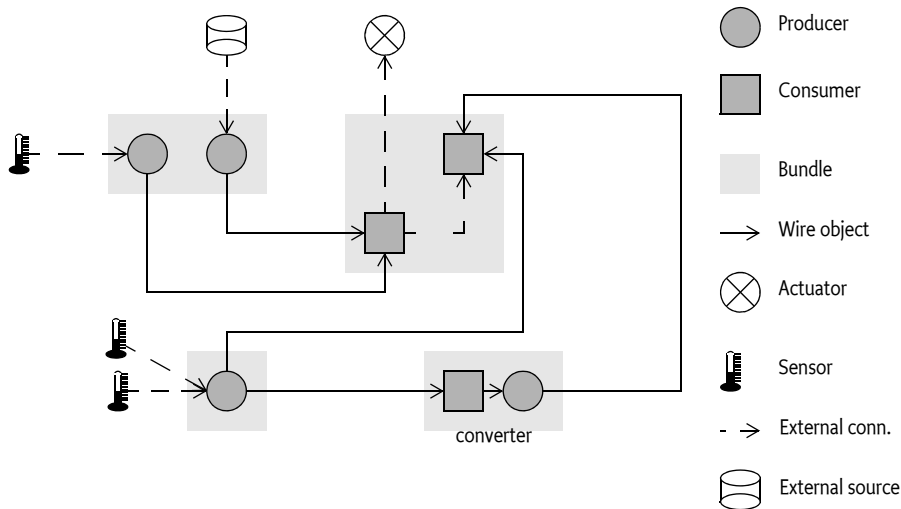 Producer
Consumer
Bundle
Wire object
Actuator
Sensor
External conn.
converter
External source